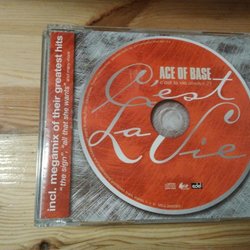 incl. megamix of their greatest hits
"the sign", "all that she wants"
ACE OF BASE
C'est
La Vie
edel